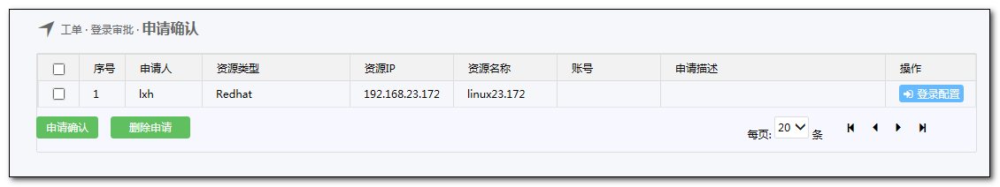 工单 · 登录审批 · 申请确认
序号 申请人 资源类型 资源IP 资源名称 账号 申请描述 操作
1 lxh Redhat 192.168.23.172 linux23.172 登录配置
申请确认 删除申请
每页: 20 条